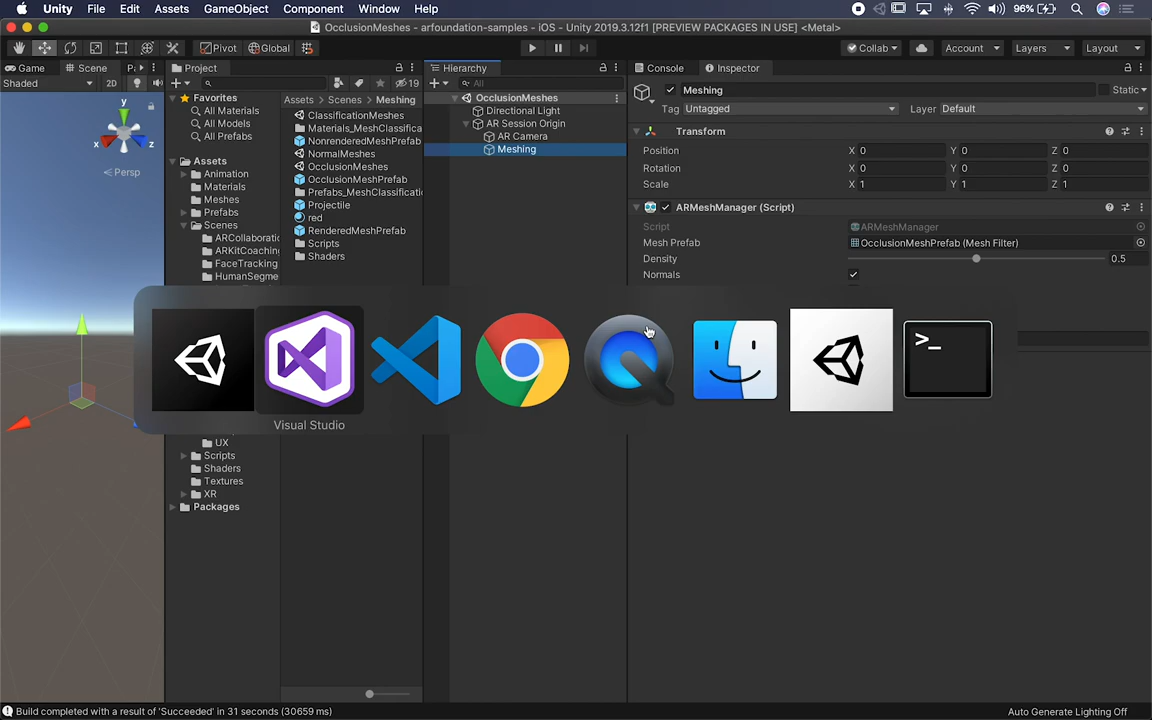 Unity File Edit Assets GameObject Component Window Help 96%
OcclusionMeshes - arfoundation-samples - iOS - Unity 2019.3.12f1 [PREVIEW PACKAGES IN USE] <Metal>
Pivot Global Collab Account Layers Layout
Game Scene Project Hierarchy Console Inspector
Shaded 2D 19 All
y x z
Persp
Favorites
All Materials
All Models
All Prefabs
Assets
Animation
Materials
Meshes
Prefabs
Scenes
ARCollaboratio
ARKitCoaching
FaceTracking
HumanSegme
UX
Scripts
Shaders
Textures
XR
Packages
Assets > Scenes > Meshing
ClassificationMeshes
Materials_MeshClassifica
NonrenderedMeshPrefab
NormalMeshes
OcclusionMeshes
OcclusionMeshPrefab
Prefabs_MeshClassificati
Projectile
red
RenderedMeshPrefab
Scripts
Shaders
OcclusionMeshes
Directional Light
AR Session Origin
AR Camera
Meshing
Meshing Static
Tag Untagged Layer Default
Transform
Position X 0 Y 0 Z 0
Rotation X 0 Y 0 Z 0
Scale X 1 Y 1 Z 1
ARMeshManager (Script)
Script ARMeshManager
Mesh Prefab OcclusionMeshPrefab (Mesh Filter)
Density 0.5
Normals
Visual Studio
Build completed with a result of 'Succeeded' in 31 seconds (30659 ms)
Auto Generate Lighting Off